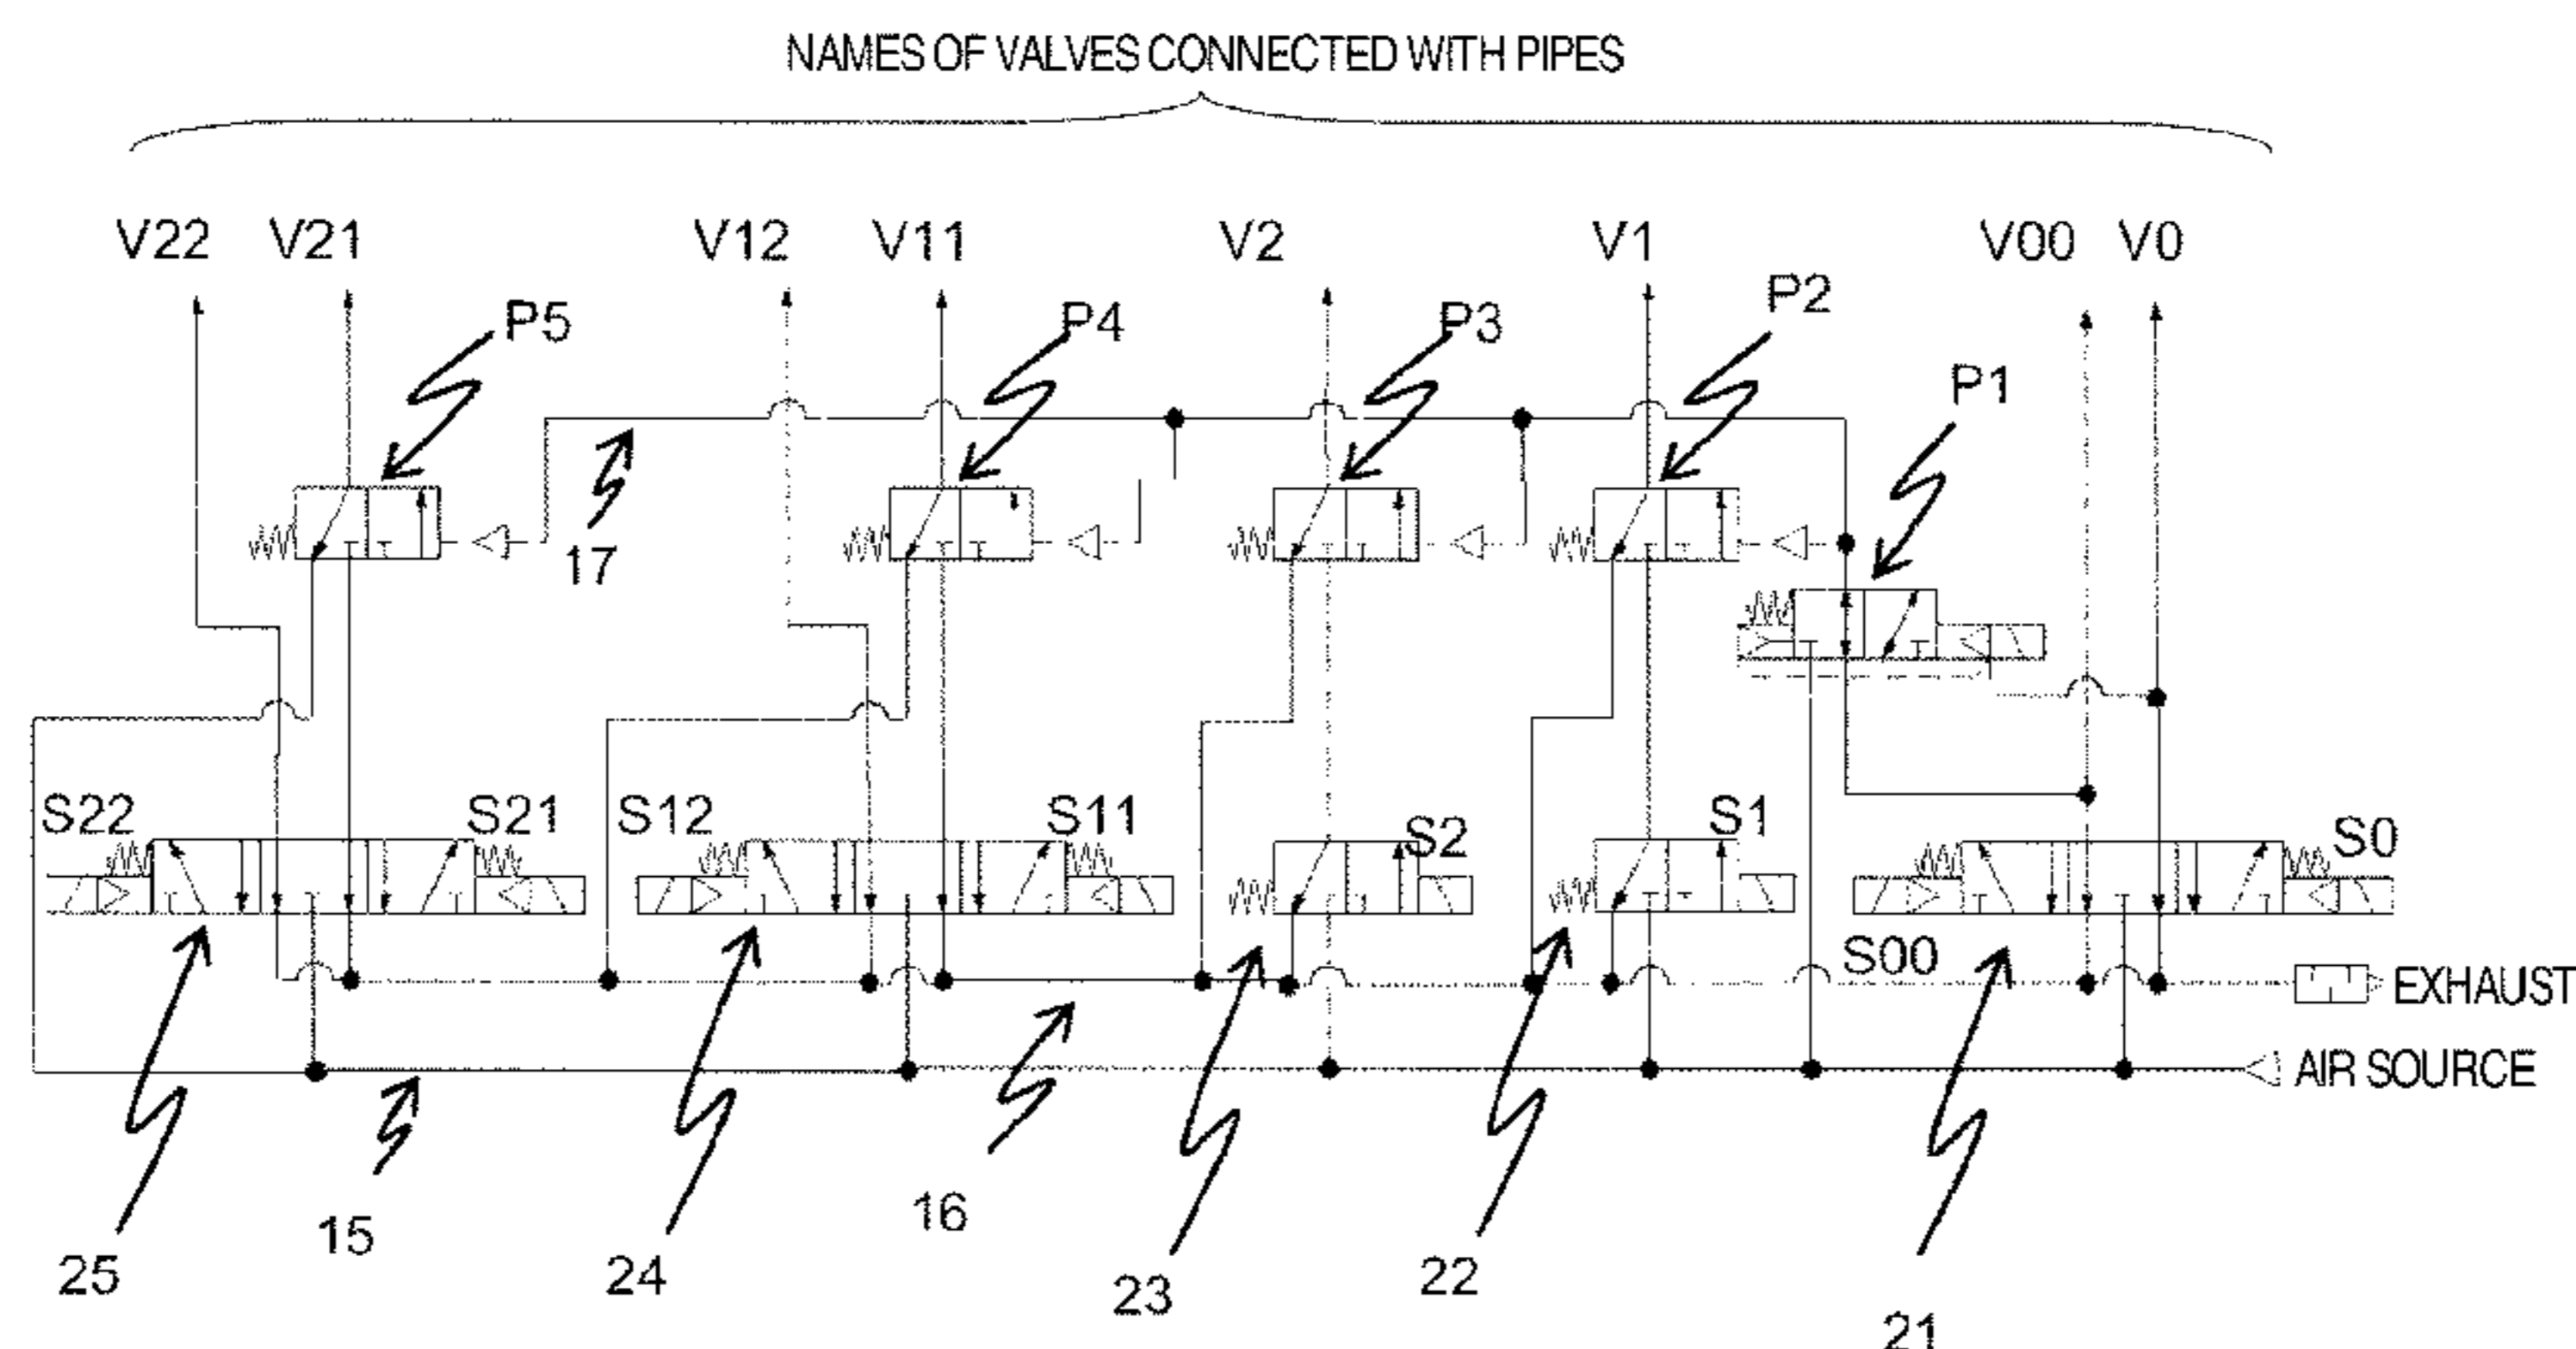 NAMES OF VALVES CONNECTED WITH PIPES
V22 V21 V12 V11 V2 V1 V00 V0
P5 P4 P3 P2
P1
17
S22 S21 S12 S11 S2 S1 S0
S00
EXHAUST
AIR SOURCE
15 16
25 24 23 22
21